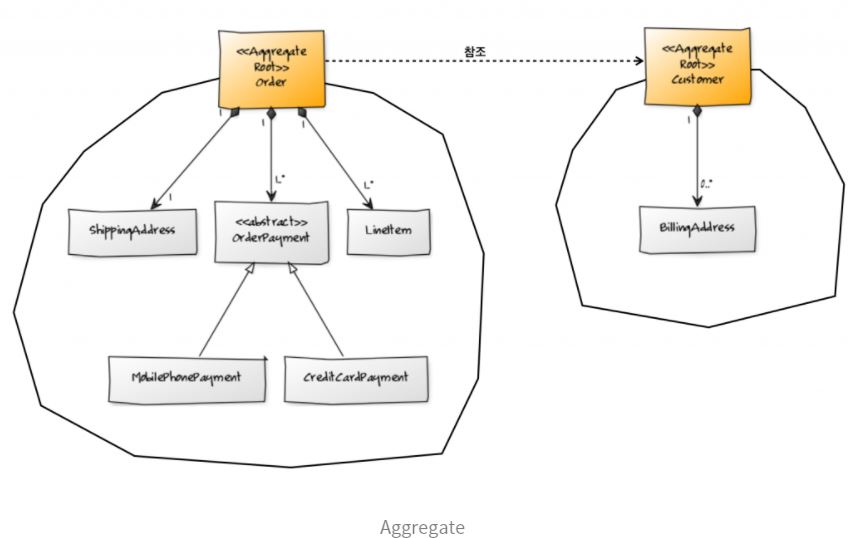 <<Aggregate
Root>>
Order
참조
<<Aggregate
Root>>
Customer
1
1
1
1
1
1..*
1..*
0..*
ShippingAddress
<<abstract>>
OrderPayment
LineItem
BillingAddress
MobilePhonePayment
CreditCardPayment
Aggregate